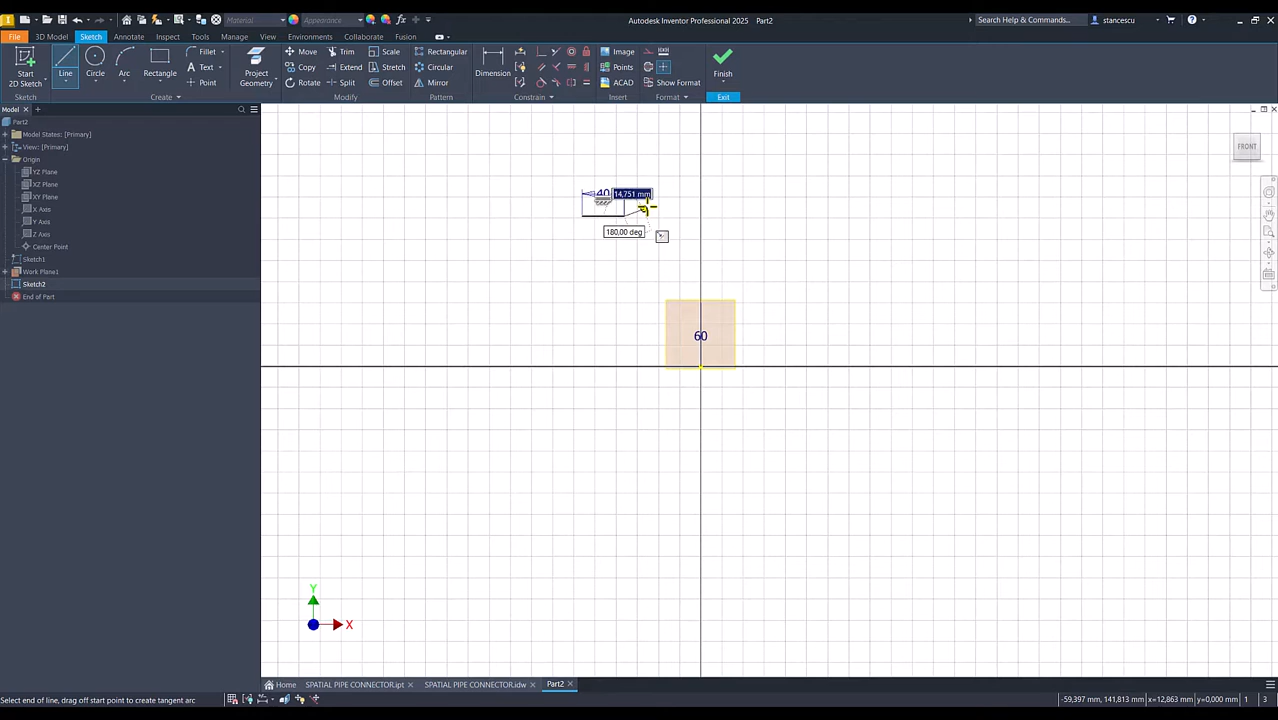 Material
Appearance
Autodesk Inventor Professional 2025 Part2
Search Help & Commands...
stancescu
File
3D Model
Sketch
Annotate
Inspect
Tools
Manage
View
Environments
Collaborate
Fusion
Start
2D Sketch
Line
Circle
Arc
Rectangle
Fillet
Text
Point
Project
Geometry
Move
Copy
Rotate
Trim
Extend
Split
Scale
Stretch
Offset
Rectangular
Circular
Mirror
Dimension
Image
Points
ACAD
Show Format
Finish
Sketch
Create
Modify
Pattern
Constrain
Insert
Format
Exit
Model
Part2
Model States: [Primary]
View: [Primary]
Origin
YZ Plane
XZ Plane
XY Plane
X Axis
Y Axis
Z Axis
Center Point
Sketch1
Work Plane1
Sketch2
End of Part
FRONT
40
14,751 mm
180,00 deg
60
Y
X
Home
SPATIAL PIPE CONNECTOR.ipt
SPATIAL PIPE CONNECTOR.idw
Part2
Select end of line, drag off start point to create tangent arc
-59,397 mm, 141,813 mm
x=12,863 mm
y=0,000 mm
1
3